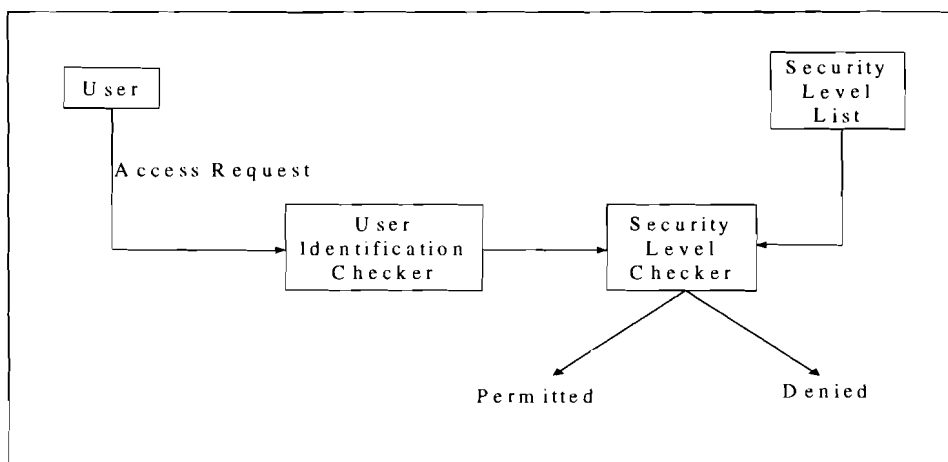 User
Security
Level
List
Access Request
User
Identification
Checker
Security
Level
Checker
Permitted
Denied